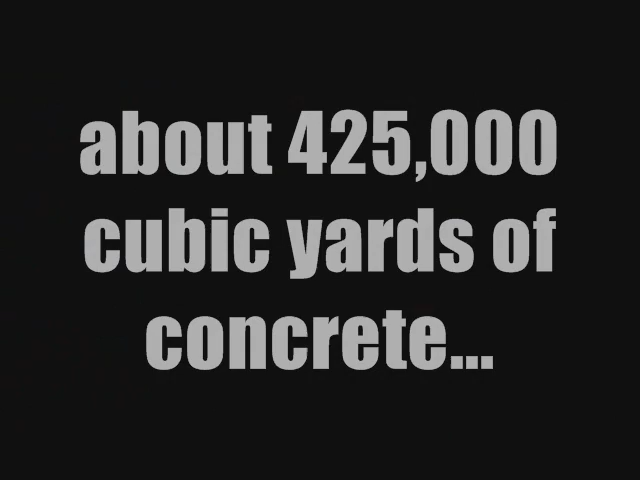 about 425,000
cubic yards of
concrete...